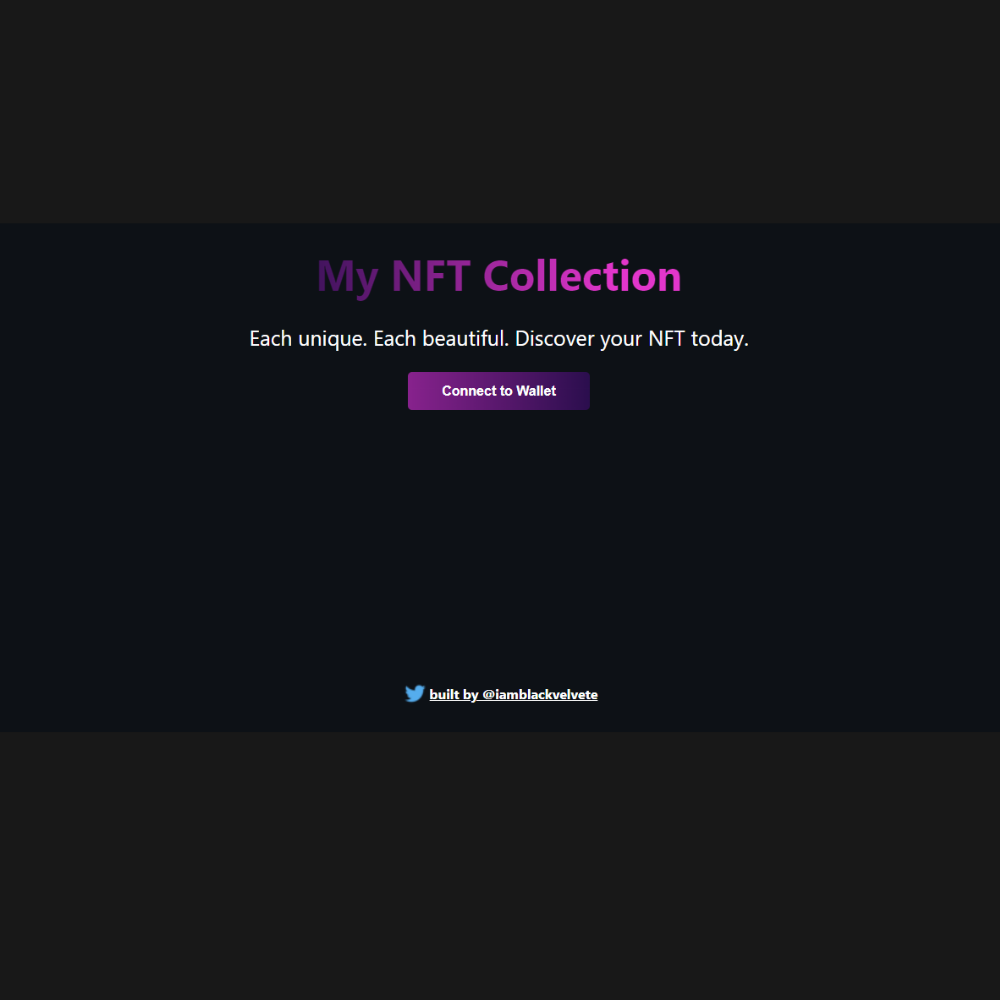 My NFT Collection
Each unique. Each beautiful. Discover your NFT today.
Connect to Wallet
built by @iamblackvelvete